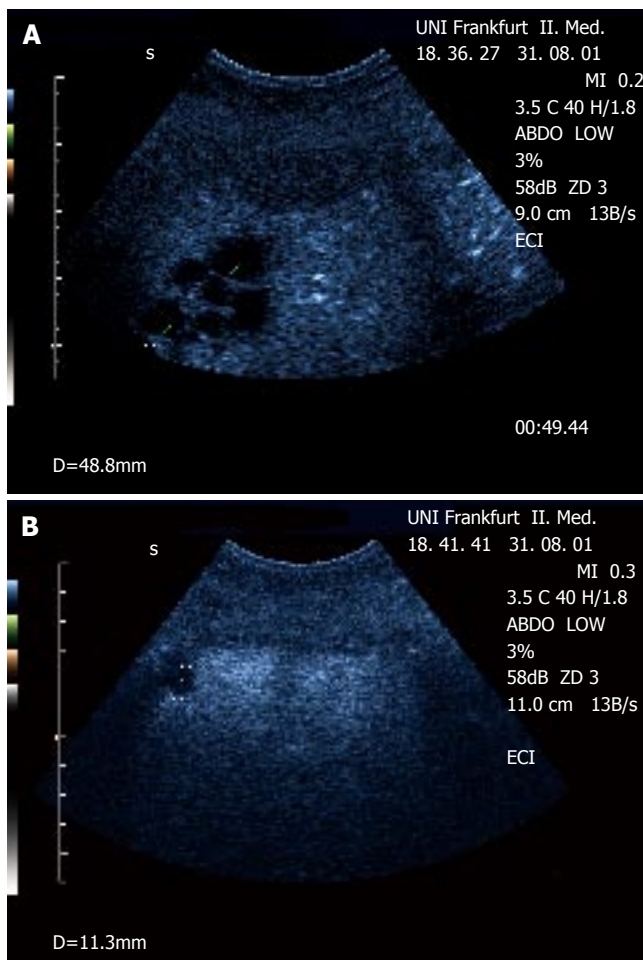 A
S
UNI Frankfurt II. Med.
18. 36. 27 31. 08. 01
MI 0.2
3.5 C 40 H/1.8
ABDO LOW
3%
58dB ZD 3
9.0 cm 13B/s
ECI
00:49.44
D=48.8mm
B
S
UNI Frankfurt II. Med.
18. 41. 41 31. 08. 01
MI 0.3
3.5 C 40 H/1.8
ABDO LOW
3%
58dB ZD 3
11.0 cm 13B/s
ECI
D=11.3mm